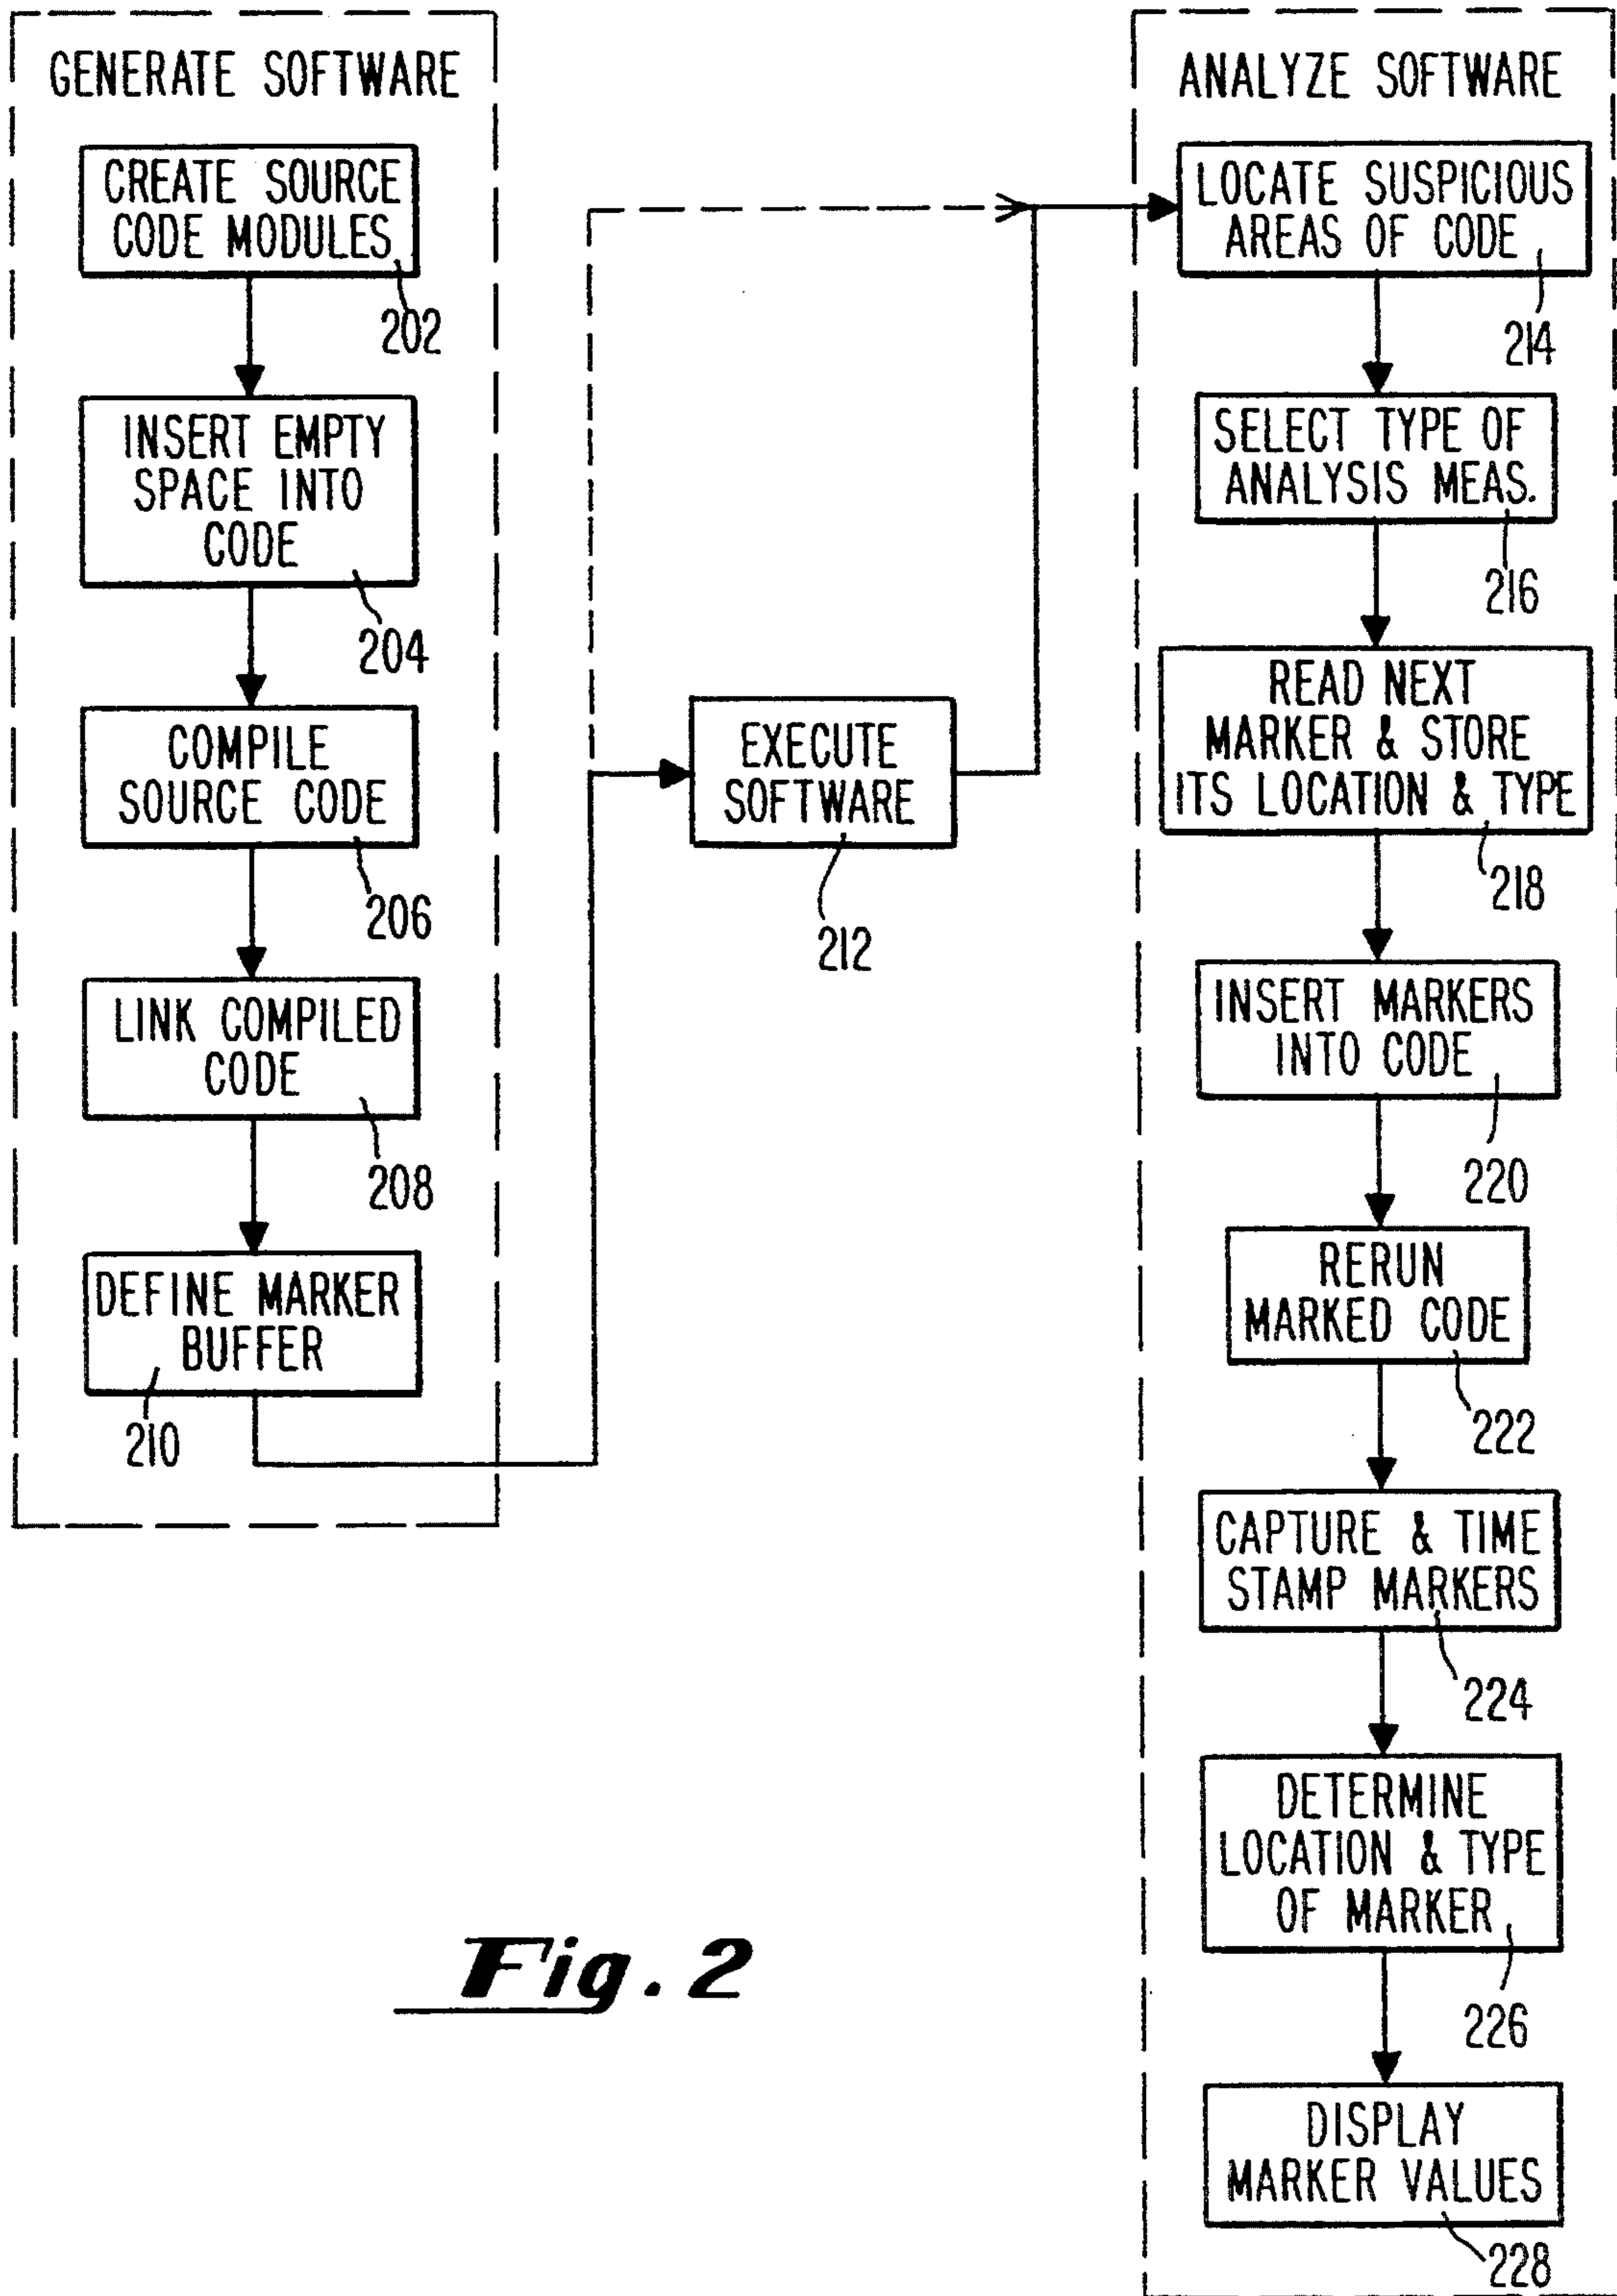 GENERATE SOFTWARE
CREATE SOURCE
CODE MODULES
202
INSERT EMPTY
SPACE INTO
CODE
204
COMPILE
SOURCE CODE
206
LINK COMPILED
CODE
208
DEFINE MARKER
BUFFER
210
EXECUTE
SOFTWARE
212
ANALYZE SOFTWARE
LOCATE SUSPICIOUS
AREAS OF CODE
214
SELECT TYPE OF
ANALYSIS MEAS.
216
READ NEXT
MARKER & STORE
ITS LOCATION & TYPE
218
INSERT MARKERS
INTO CODE
220
RERUN
MARKED CODE
222
CAPTURE & TIME
STAMP MARKERS
224
DETERMINE
LOCATION & TYPE
OF MARKER
226
DISPLAY
MARKER VALUES
228
Fig. 2